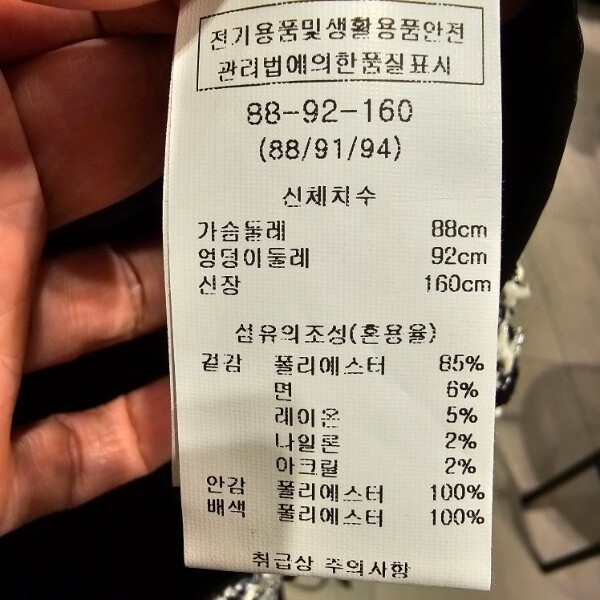 전기용품및생활용품안전
관리법에의한품질표시
88-92-160
(88/91/94)
신체치수
가슴둘레 88cm
엉덩이둘레 92cm
신장 160cm
섬유의조성(혼용율)
겉감 폴리에스터 85%
면 6%
레이온 5%
나일론 2%
아크릴 2%
안감 폴리에스터 100%
배색 폴리에스터 100%
취급상 주의사항